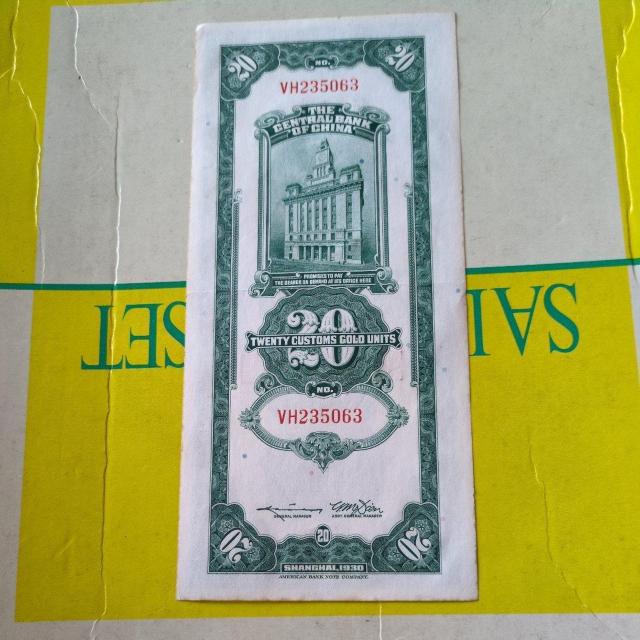 20 20
NO.
VH235063
THE
CENTRAL BANK
OF CHINA
PROMISES TO PAY
THE BEARER ON DEMAND AT ITS OFFICE HERE
20
TWENTY CUSTOMS GOLD UNITS
NO.
VH235063
GENERAL MANAGER ASST. GENERAL MANAGER
20 20 20
SHANGHAI, 1930
AMERICAN BANK NOTE COMPANY.
SAL
SET